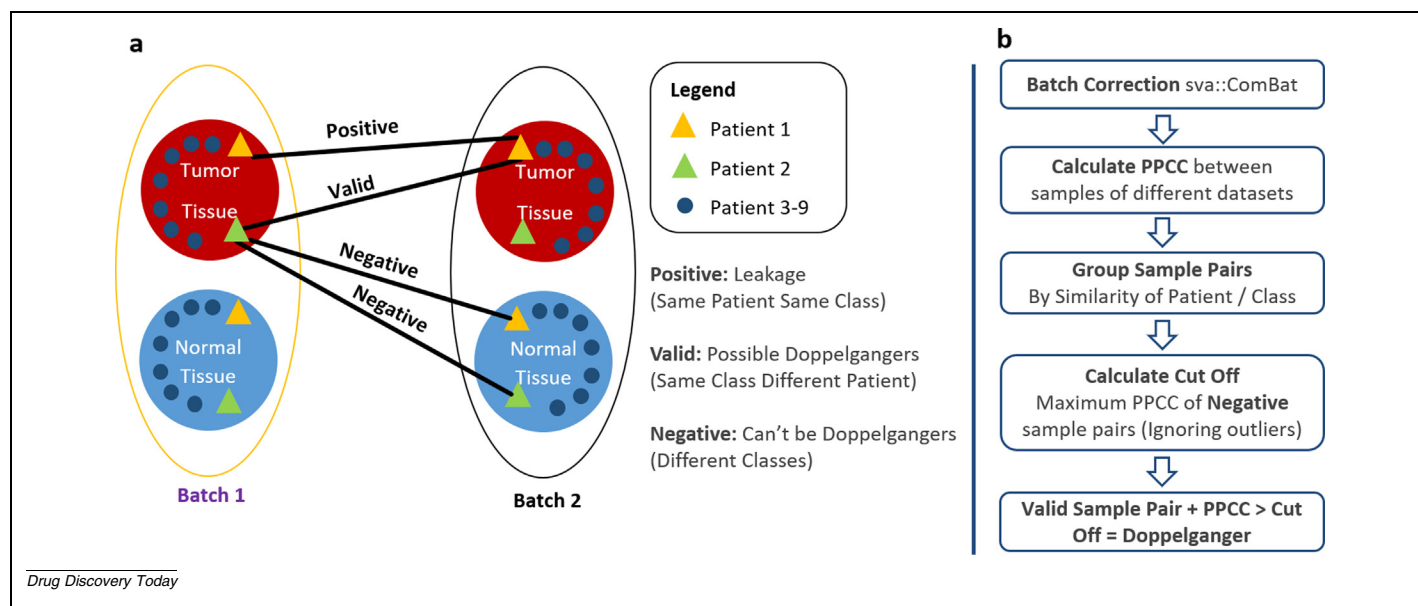 a
Positive
Valid
Negative
Negative
Tumor
Tissue
Normal
Tissue
Batch 1
Tumor
Tissue
Normal
Tissue
Batch 2
Legend
Patient 1
Patient 2
Patient 3-9
Positive: Leakage
(Same Patient Same Class)
Valid: Possible Doppelgangers
(Same Class Different Patient)
Negative: Can't be Doppelgangers
(Different Classes)
b
Batch Correction sva::ComBat
Calculate PPCC between
samples of different datasets
Group Sample Pairs
By Similarity of Patient / Class
Calculate Cut Off
Maximum PPCC of Negative
sample pairs (Ignoring outliers)
Valid Sample Pair + PPCC > Cut
Off = Doppelganger
Drug Discovery Today